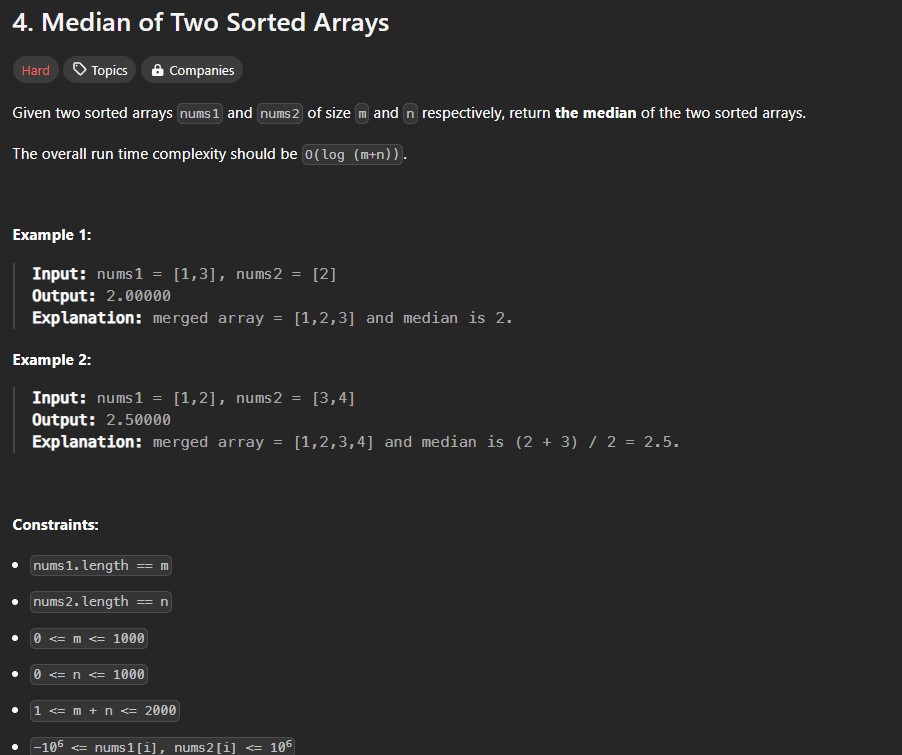 4. Median of Two Sorted Arrays
Hard Topics Companies
Given two sorted arrays nums1 and nums2 of size m and n respectively, return the median of the two sorted arrays.
The overall run time complexity should be O(log (m+n)).
Example 1:
Input: nums1 = [1,3], nums2 = [2]
Output: 2.00000
Explanation: merged array = [1,2,3] and median is 2.
Example 2:
Input: nums1 = [1,2], nums2 = [3,4]
Output: 2.50000
Explanation: merged array = [1,2,3,4] and median is (2 + 3) / 2 = 2.5.
Constraints:
• nums1.length == m
• nums2.length == n
• 0 <= m <= 1000
• 0 <= n <= 1000
• 1 <= m + n <= 2000
• -10⁶ <= nums1[i], nums2[i] <= 10⁶